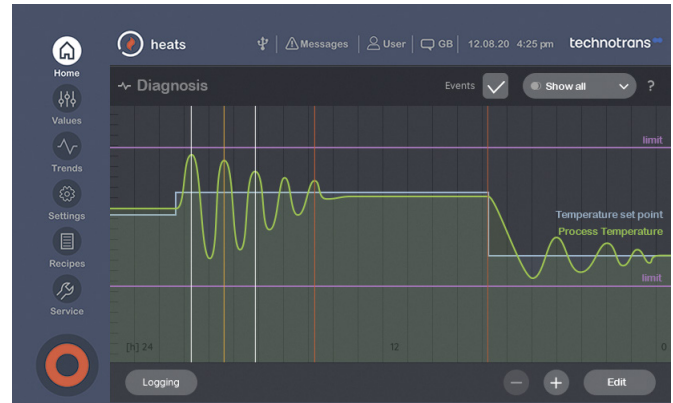 heats
Messages
User
GB
12.08.20 4:25 pm
technotrans
Home
Values
Trends
Settings
Recipes
Service
Diagnosis
Events
Show all
?
limit
Temperature set point
Process Temperature
limit
[h] 24
12
0
Logging
Edit